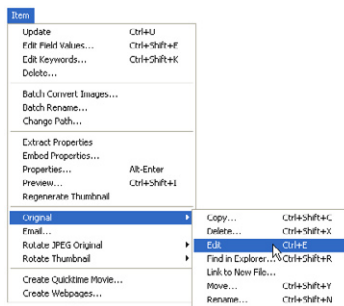 Item
Update Ctrl+U
Edit Field Values... Ctrl+Shift+E
Edit Keywords... Ctrl+Shift+K
Delete...
Batch Convert Images...
Batch Rename...
Change Path...
Extract Properties
Embed Properties...
Properties... Alt-Enter
Preview... Ctrl+Shift+I
Regenerate Thumbnail
Original
Email...
Rotate JPEG Original
Rotate Thumbnail
Create Quicktime Movie...
Create Webpages...
Copy... Ctrl+Shift+C
Delete... Ctrl+Shift+X
Edit Ctrl+E
Find in Explorer... Ctrl+Shift+R
Link to New File...
Move... Ctrl+Shift+Y
Rename... Ctrl+Shift+N